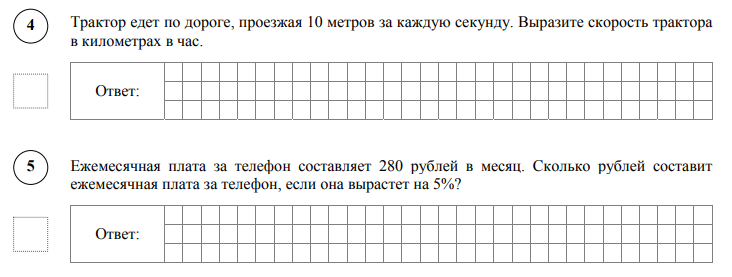 4
Трактор едет по дороге, проезжая 10 метров за каждую секунду. Выразите скорость трактора
в километрах в час.
Ответ:
5
Ежемесячная плата за телефон составляет 280 рублей в месяц. Сколько рублей составит
ежемесячная плата за телефон, если она вырастет на 5%?
Ответ: